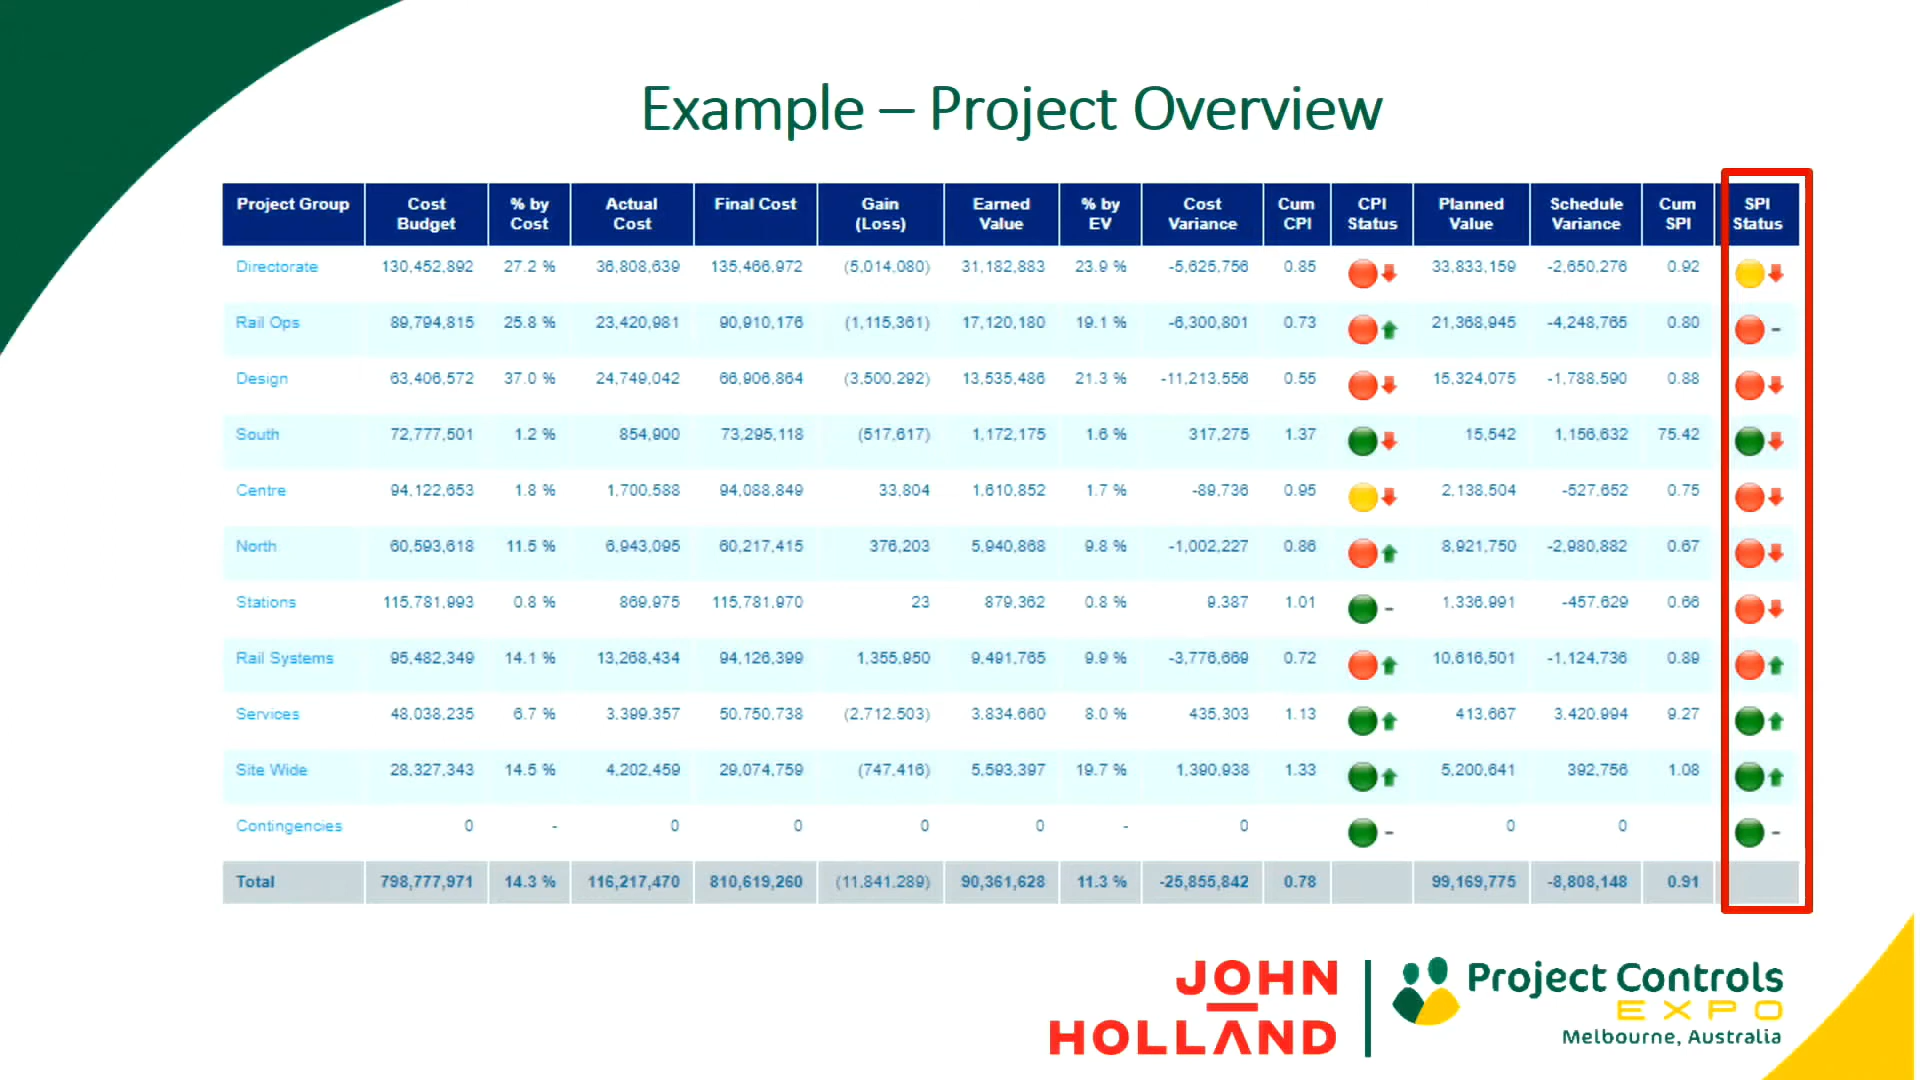 Example – Project Overview
Project Group Cost Budget % by Cost Actual Cost Final Cost Gain (Loss) Earned Value % by EV Cost Variance Cum CPI CPI Status Planned Value Schedule Variance Cum SPI SPI Status
Directorate 130,452,892 27.2 % 36,808,639 135,466,972 (5,014,080) 31,182,883 23.9 % -5,625,756 0.85 33,833,159 -2,650,276 0.92
Rail Ops 89,794,815 25.8 % 23,420,981 90,910,176 (1,115,361) 17,120,180 19.1 % -6,300,801 0.73 21,368,945 -4,248,765 0.80 -
Design 63,406,572 37.0 % 24,749,042 66,906,864 (3,500,292) 13,535,486 21.3 % -11,213,556 0.55 15,324,075 -1,788,590 0.88
South 72,777,501 1.2 % 854,900 73,295,118 (517,617) 1,172,175 1.6 % 317,275 1.37 15,542 1,156,632 75.42
Centre 94,122,653 1.8 % 1,700,588 94,088,849 33,804 1,610,852 1.7 % -89,736 0.95 2,138,504 -527,652 0.75
North 60,593,618 11.5 % 6,943,095 60,217,415 376,203 5,940,868 9.8 % -1,002,227 0.86 8,921,750 -2,980,882 0.67
Stations 115,781,993 0.8 % 869,975 115,781,970 23 879,362 0.8 % 9,387 1.01 - 1,336,991 -457,629 0.66
Rail Systems 95,482,349 14.1 % 13,268,434 94,126,399 1,355,950 9,491,765 9.9 % -3,776,669 0.72 10,616,501 -1,124,736 0.89
Services 48,038,235 6.7 % 3,399,357 50,750,738 (2,712,503) 3,834,660 8.0 % 435,303 1.13 413,667 3,420,994 9.27
Site Wide 28,327,343 14.5 % 4,202,459 29,074,759 (747,416) 5,593,397 19.7 % 1,390,938 1.33 5,200,641 392,756 1.08
Contingencies 0 - 0 0 0 0 - 0 - 0 0 -
Total 798,777,971 14.3 % 116,217,470 810,619,260 (11,841,289) 90,361,628 11.3 % -25,855,842 0.78 99,169,775 -8,808,148 0.91
JOHN
HOLLAND
Project Controls
EXPO
Melbourne, Australia